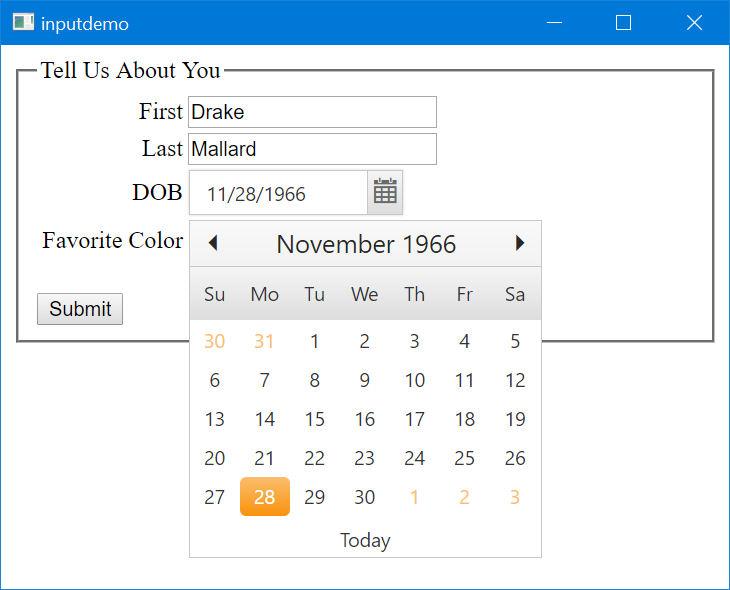 inputdemo
Tell Us About You
First Drake
Last Mallard
DOB 11/28/1966
Favorite Color
November 1966
Su Mo Tu We Th Fr Sa
30 31 1 2 3 4 5
6 7 8 9 10 11 12
13 14 15 16 17 18 19
20 21 22 23 24 25 26
27 28 29 30 1 2 3
Today
Submit